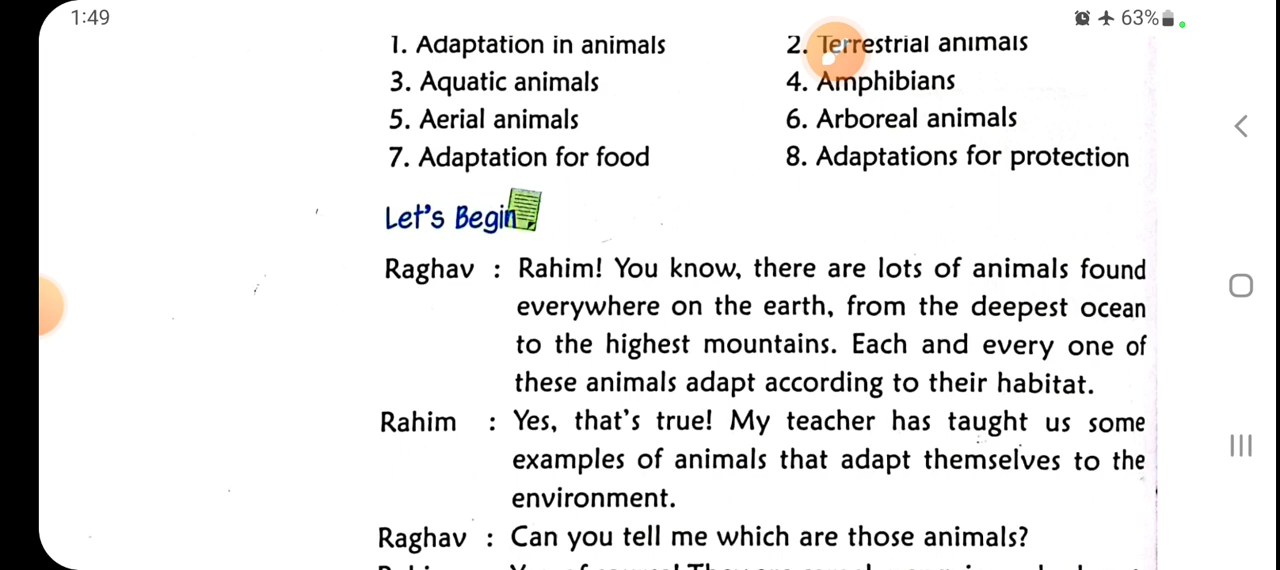 1:49
63%
1. Adaptation in animals
2. Terrestrial animals
3. Aquatic animals
4. Amphibians
5. Aerial animals
6. Arboreal animals
7. Adaptation for food
8. Adaptations for protection
Let's Begin
Raghav : Rahim! You know, there are lots of animals found
everywhere on the earth, from the deepest ocean
to the highest mountains. Each and every one of
these animals adapt according to their habitat.
Rahim : Yes, that's true! My teacher has taught us some
examples of animals that adapt themselves to the
environment.
Raghav : Can you tell me which are those animals?